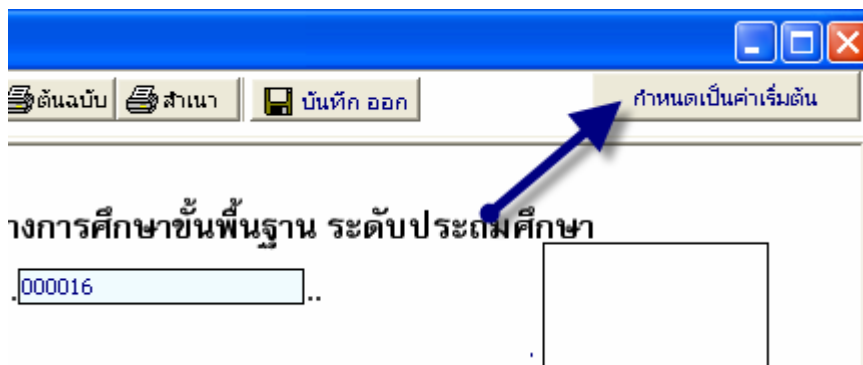 ต้นฉบับ สำเนา บันทึก ออก กำหนดเป็นค่าเริ่มต้น
างการศึกษาขั้นพื้นฐาน ระดับประถมศึกษา
.000016..